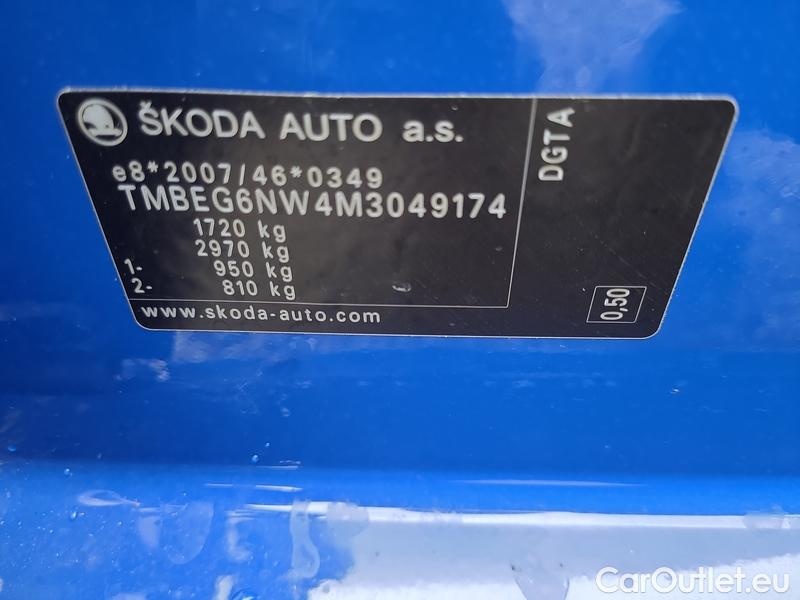 ŠKODA AUTO a.s.
e8*2007/46*0349
TMBEG6NW4M3049174
1720 kg
2970 kg
1- 950 kg
2- 810 kg
www.skoda-auto.com
DGTA
0,50
CarOutlet.eu